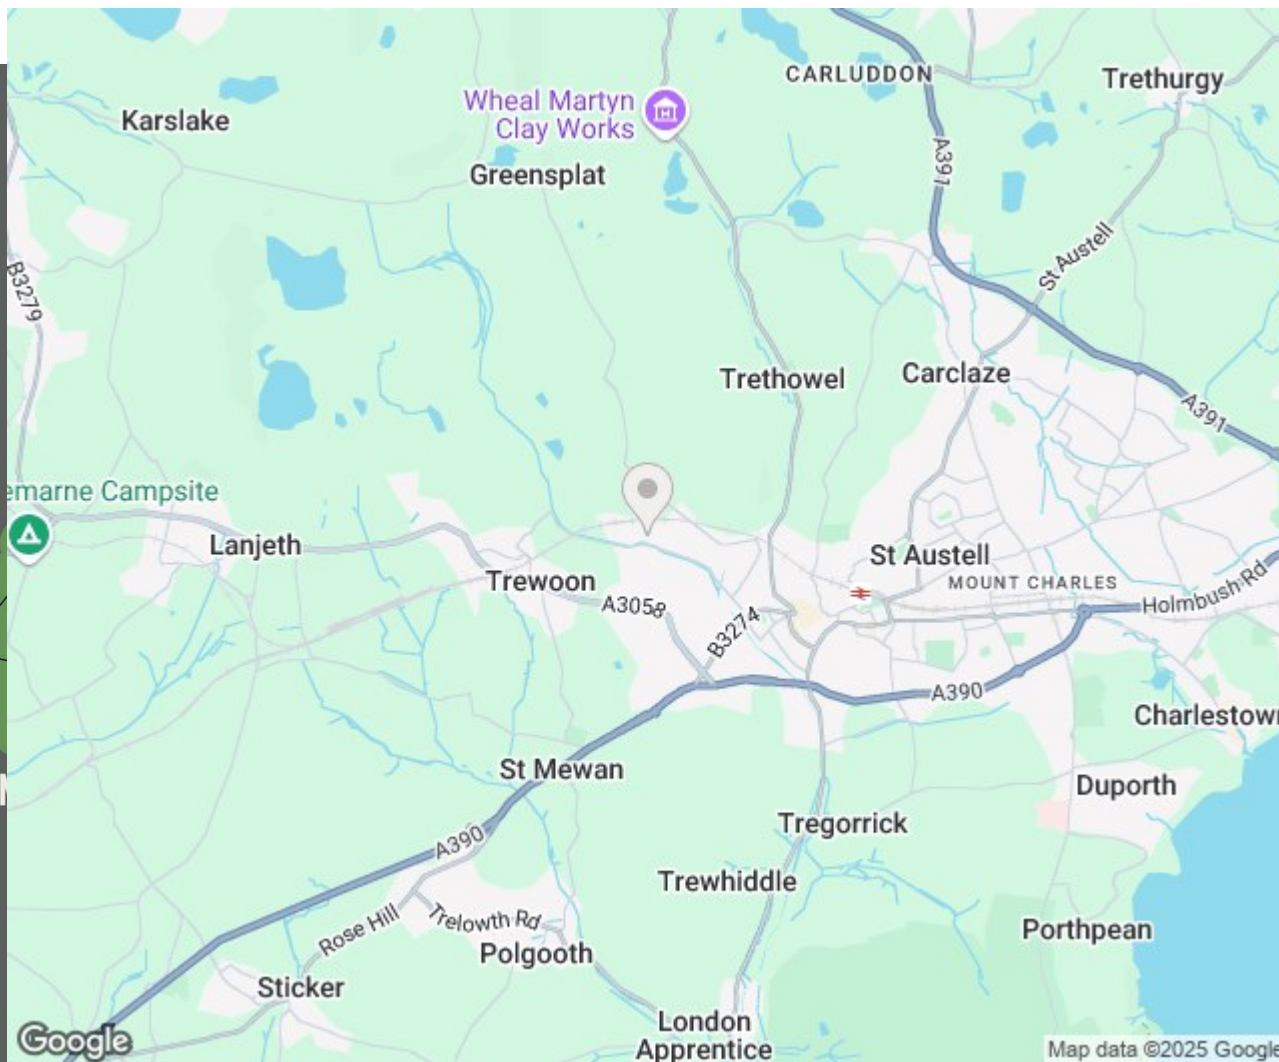 CARLUDDON
Trethurgy
Wheal Martyn
Clay Works
Karslake
Greensplat
A391
St Austell
B3279
Trethowel
Carclaze
A391
emarne Campsite
Lanjeth
Trewoon
St Austell
MOUNT CHARLES
A3058
B3274
Holmbush Rd
A390
Charlestown
St Mewan
Duporth
Tregorrick
A390
Trewhiddle
Rose Hill
Trelowth Rd
Polgooth
Porthpean
Sticker
London
Apprentice
Google
Map data ©2025 Google